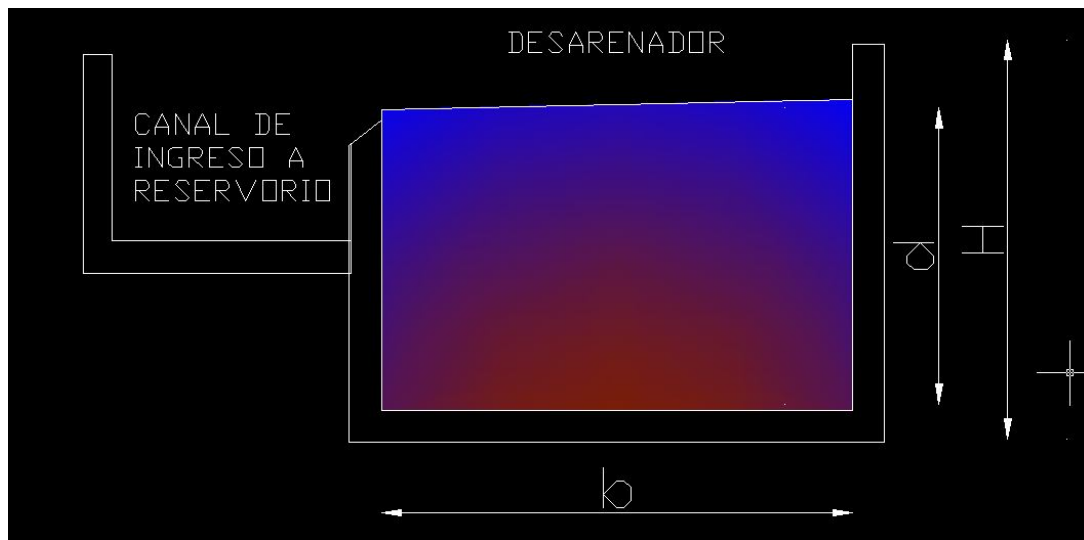 DESARENADOR
CANAL DE
INGRESO A
RESERVORIO
d
H
b